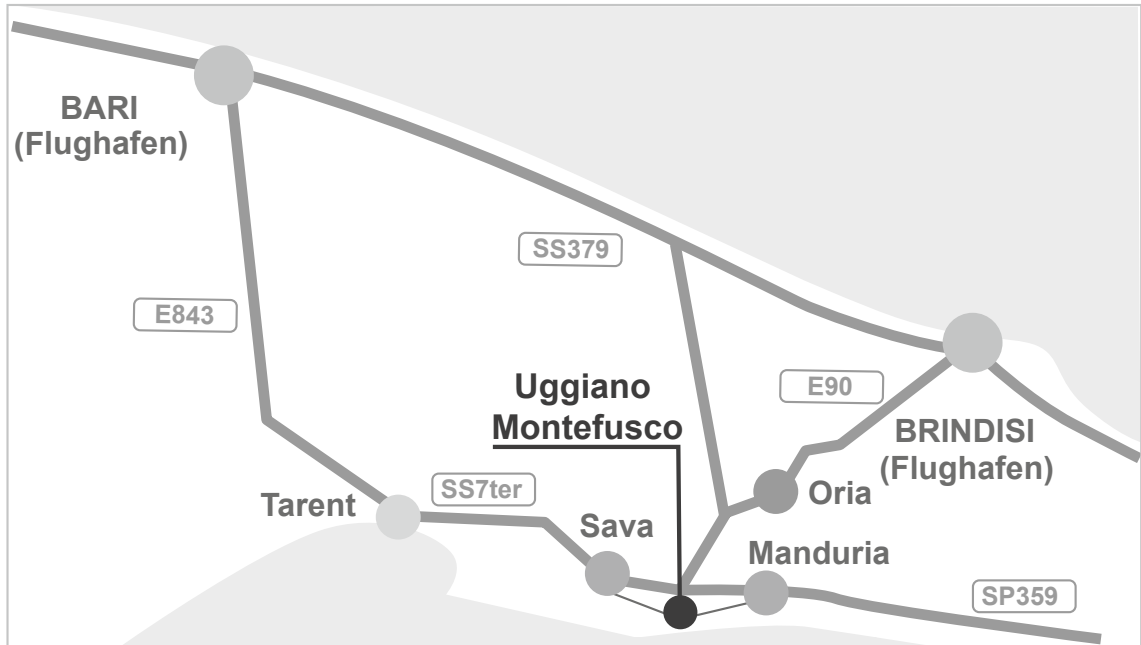 BARI
(Flughafen)
SS379
E843
Uggiano
Montefusco
E90
BRINDISI
(Flughafen)
SS7ter
Tarent
Oria
Sava
Manduria
SP359